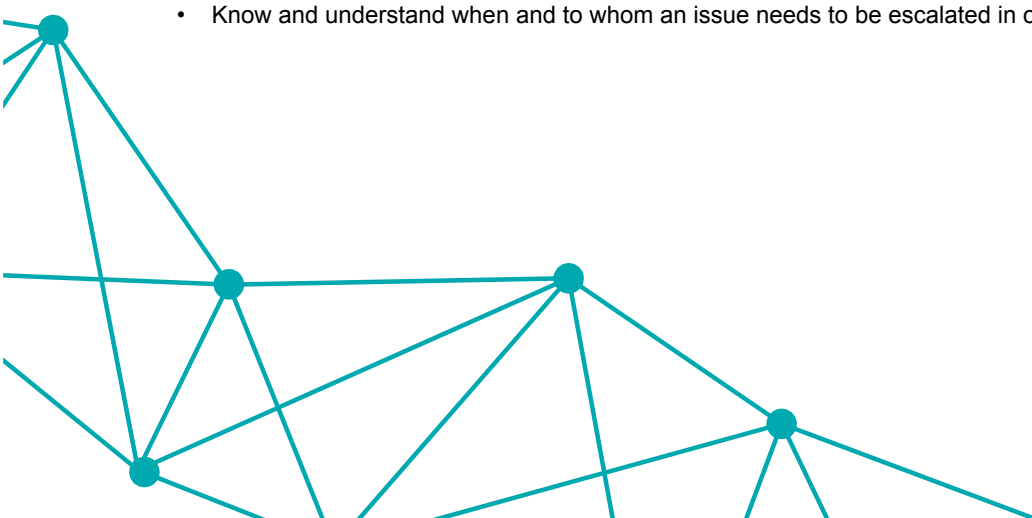 • Know and understand when and to whom an issue needs to be escalated in